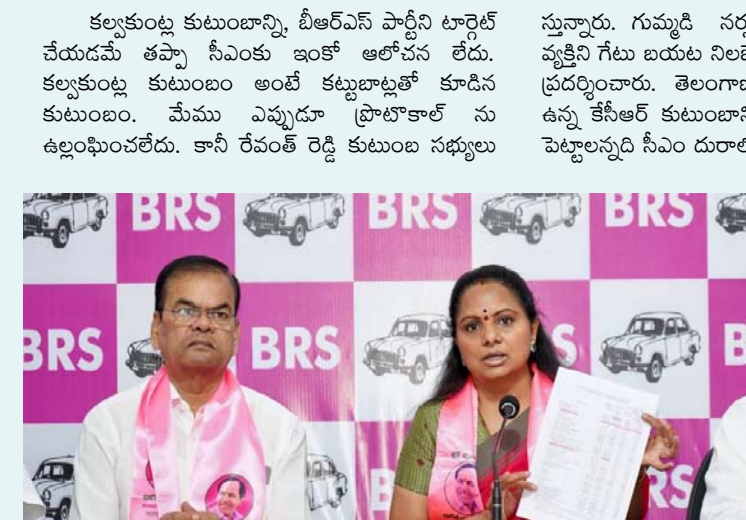 కల్వకుంట్ల కుటుంబాన్ని, బీఆర్ఎస్ పార్టీని టార్గెట్
చేయడమే తప్పా సీఎంకు ఇంకో ఆలోచన లేదు.
కల్వకుంట్ల కుటుంబం అంటే కట్టుబాట్లతో కూడిన
కుటుంబం. మేము ఎప్పుడూ ప్రొటొకాల్ ను
ఉల్లంఘించలేదు. కానీ రేవంత్ రెడ్డి కుటుంబ సభ్యులు
స్తున్నారు. గుమ్మడి
వ్యక్తిని గేటు బయట
ప్రదర్శించారు.
ఉన్న కేసీఆర్
పెట్టాలన్నది సీఎం
BRS BRS BRS
BRS BRS
BRS